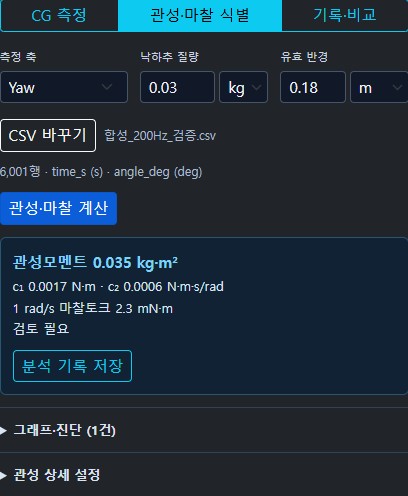 CG 측정 관성·마찰 식별 기록·비교
측정 축 낙하추 질량 유효 반경
Yaw 0.03 kg 0.18 m
CSV 바꾸기 합성_200Hz_검증.csv
6,001행 · time_s (s) · angle_deg (deg)
관성·마찰 계산
관성모멘트 0.035 kg·m²
c₁ 0.0017 N·m · c₂ 0.0006 N·m·s/rad
1 rad/s 마찰토크 2.3 mN·m
검토 필요
분석 기록 저장
그래프·진단 (1건)
관성 상세 설정